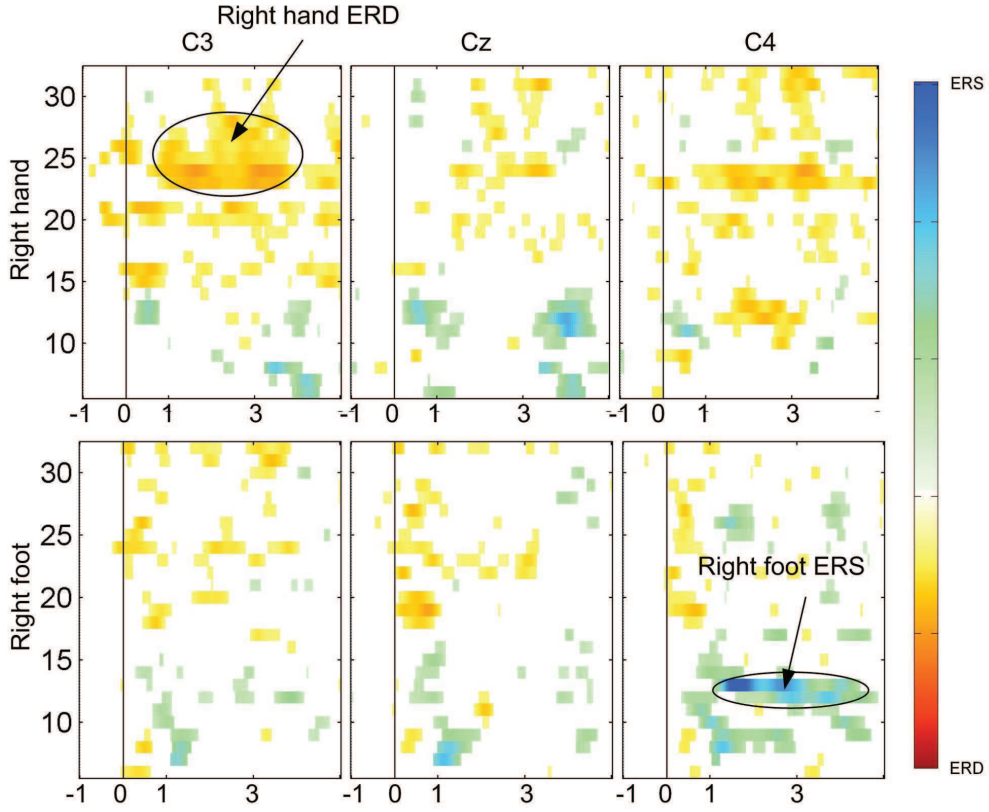 Right hand ERD
C3 Cz C4
ERS
30
25
20
15
10
Right hand
-1 0 1 3 -1 0 1 3 -1 0 1 3 -
30
25
20
15
10
Right foot
Right foot ERS
-1 0 1 3 -1 0 1 3 -1 0 1 3
ERD